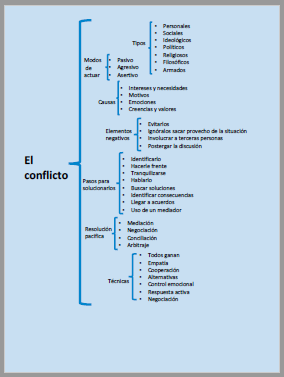 El conflicto
Tipos
Personales
Sociales
Ideológicos
Políticos
Religiosos
Filosóficos
Armados
Modos de actuar
Pasivo
Agresivo
Asertivo
Causas
Intereses y necesidades
Motivos
Emociones
Creencias y valores
Elementos negativos
Evitarlos
Ignóralos sacar provecho de la situación
Involucrar a terceras personas
Postergar la discusión
Pasos para solucionarlos
Identificarlo
Hacerle frente
Tranquilizarse
Hablarlo
Buscar soluciones
Identificar consecuencias
Llegar a acuerdos
Uso de un mediador
Resolución pacífica
Mediación
Negociación
Conciliación
Arbitraje
Técnicas
Todos ganan
Empatía
Cooperación
Alternativas
Control emocional
Respuesta activa
Negociación